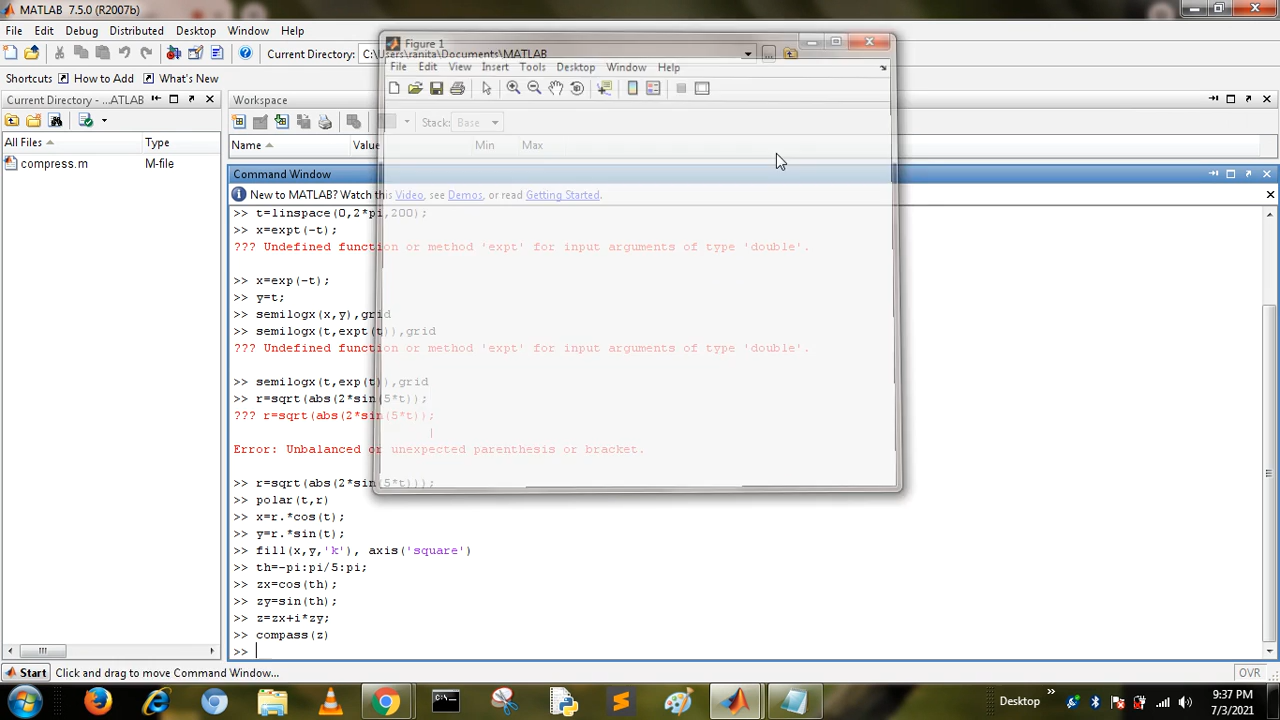 MATLAB 7.5.0 (R2007b)
File Edit Debug Distributed Desktop Window Help
Current Directory: C:\Users\ranita\Documents\MATLAB
Shortcuts How to Add What's New
Figure 1
File Edit View Insert Tools Desktop Window Help
Current Directory - ...ATLAB
All Files Type
compress.m M-file
Workspace
Stack: Base
Name Value Min Max
Command Window
New to MATLAB? Watch this Video, see Demos, or read Getting Started.
>> t=linspace(0,2*pi,200);
>> x=expt(-t);
??? Undefined function or method 'expt' for input arguments of type 'double'.
>> x=exp(-t);
>> y=t;
>> semilogx(x,y),grid
>> semilogx(t,expt(t)),grid
??? Undefined function or method 'expt' for input arguments of type 'double'.
>> semilogx(t,exp(t)),grid
>> r=sqrt(abs(2*sin(5*t));
??? r=sqrt(abs(2*sin(5*t));
|
Error: Unbalanced or unexpected parenthesis or bracket.
>> r=sqrt(abs(2*sin(5*t)));
>> polar(t,r)
>> x=r.*cos(t);
>> y=r.*sin(t);
>> fill(x,y,'k'), axis('square')
>> th=-pi:pi/5:pi;
>> zx=cos(th);
>> zy=sin(th);
>> z=zx+i*zy;
>> compass(z)
>>
Start Click and drag to move Command Window... OVR
Desktop » 9:37 PM
7/3/2021